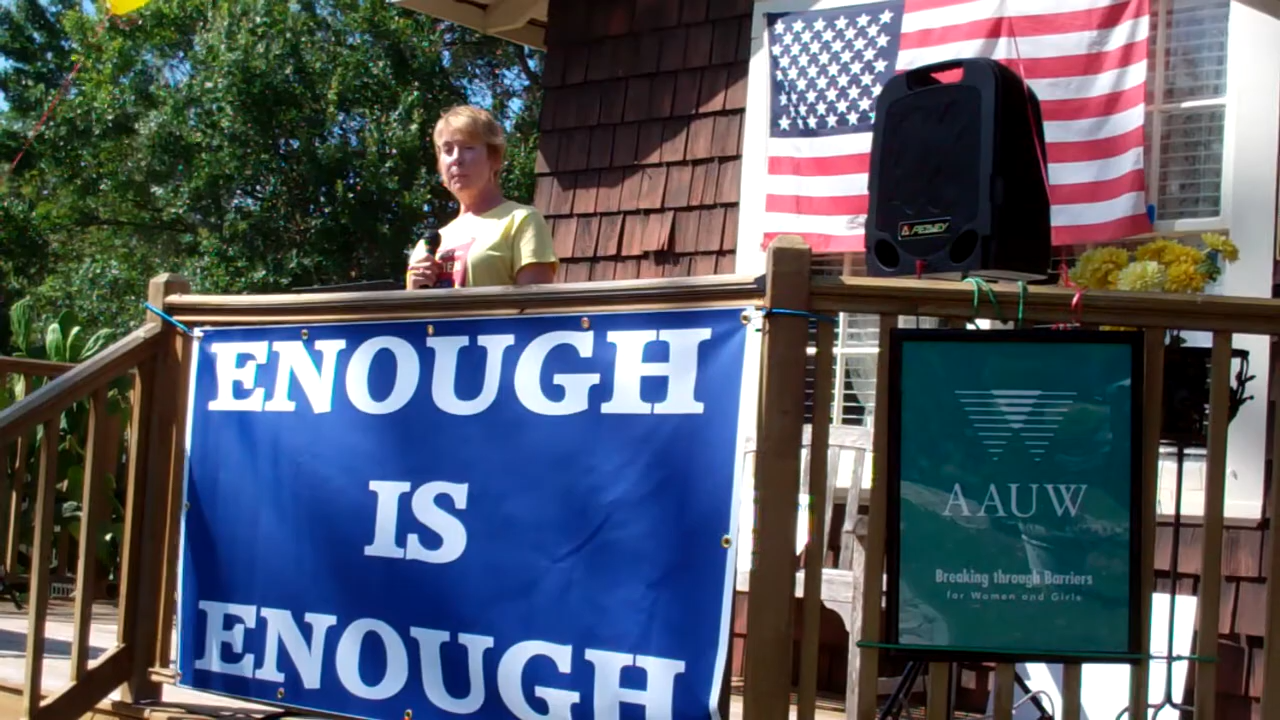 ENOUGH
IS
ENOUGH
PEAVEY
AAUW
Breaking through Barriers
for Women and Girls